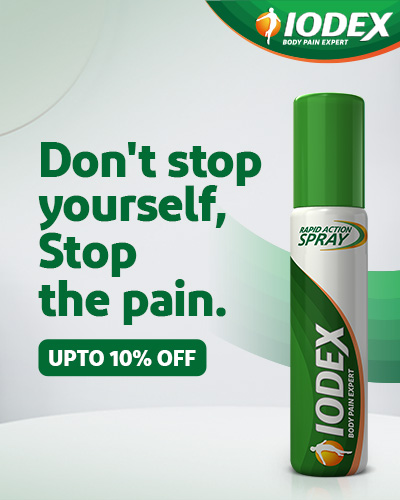 IODEX
BODY PAIN EXPERT
Don't stop
yourself,
Stop
the pain.
UPTO 10% OFF
RAPID ACTION
SPRAY
IODEX
BODY PAIN EXPERT